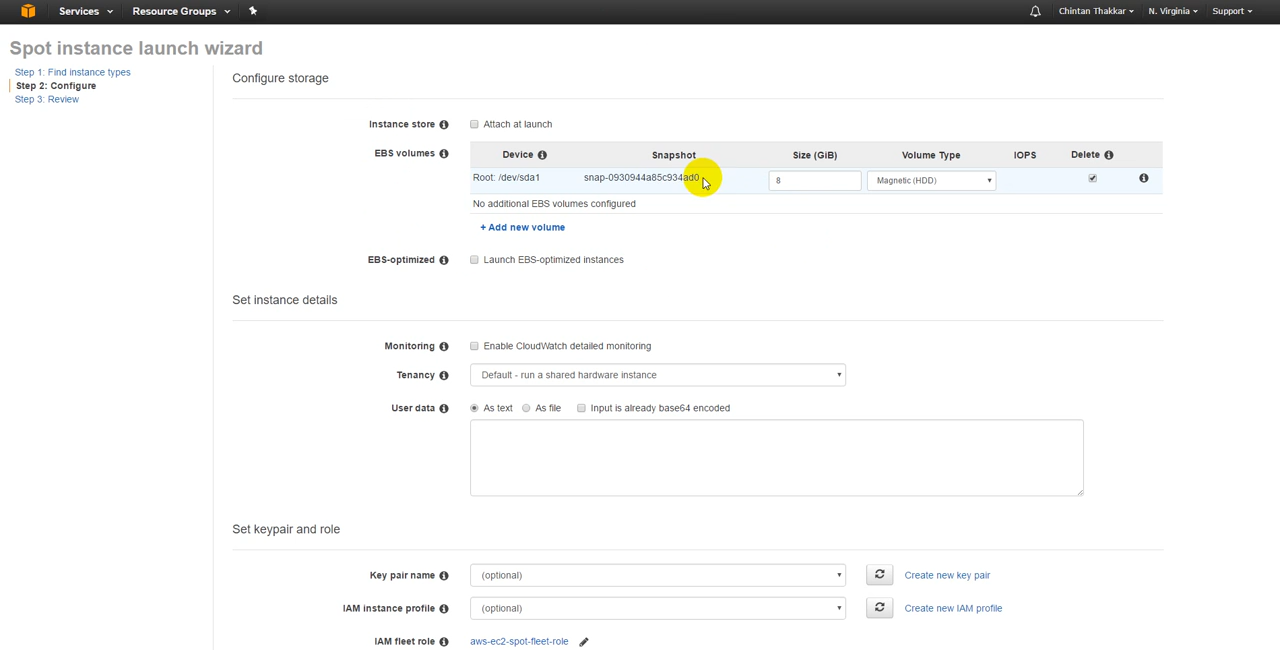 Services Resource Groups Chintan Thakkar N. Virginia Support
Spot instance launch wizard
Step 1: Find instance types
Step 2: Configure
Step 3: Review
Configure storage
Instance store Attach at launch
EBS volumes Device Snapshot Size (GiB) Volume Type IOPS Delete
Root: /dev/sda1 snap-0930944a85c934ad0 8 Magnetic (HDD)
No additional EBS volumes configured
+ Add new volume
EBS-optimized Launch EBS-optimized instances
Set instance details
Monitoring Enable CloudWatch detailed monitoring
Tenancy Default - run a shared hardware instance
User data As text As file Input is already base64 encoded
Set keypair and role
Key pair name (optional) Create new key pair
IAM instance profile (optional) Create new IAM profile
IAM fleet role aws-ec2-spot-fleet-role